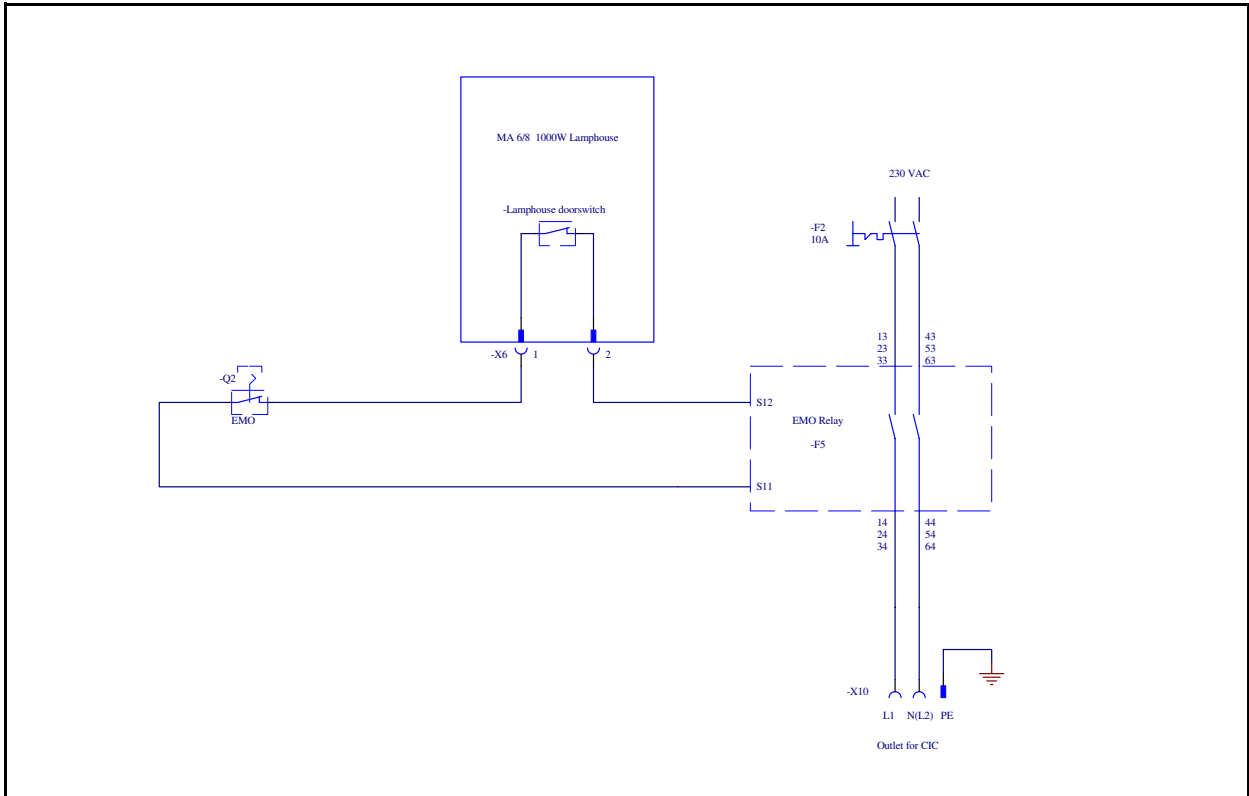 MA 6/8  1000W Lamphouse
230 VAC
-Lamphouse doorswitch
-F2
10A
13
43
23
53
33
63
-X6
1
2
-Q2
EMO
S12
EMO Relay
-F5
S11
14
44
24
54
34
64
-X10
L1
N(L2)
PE
Outlet for CIC